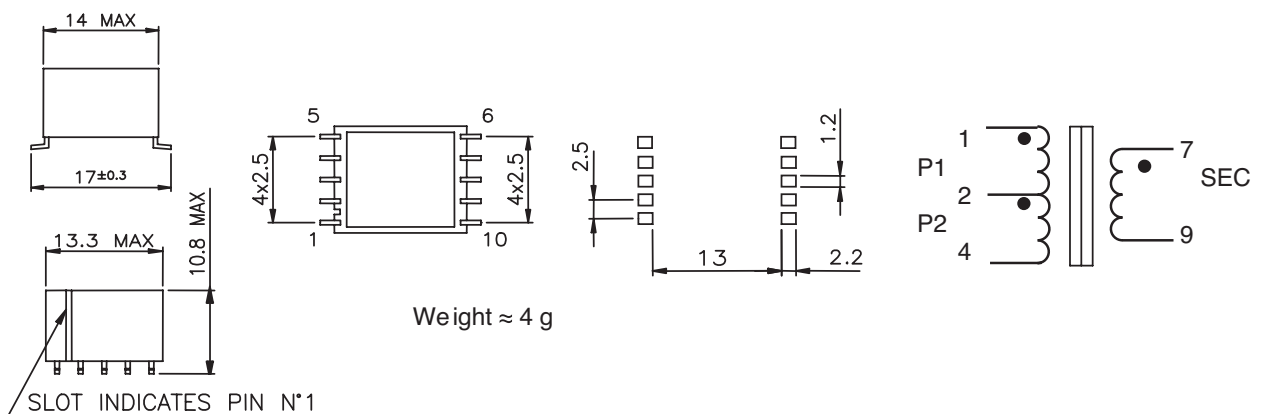 14 MAX
17±0.3
13.3 MAX
10.8 MAX
SLOT INDICATES PIN N°1
5
6
4x2.5
4x2.5
1
10
Weight ≈ 4 g
2.5
1.2
13
2.2
1
P1
2
P2
4
7
SEC
9